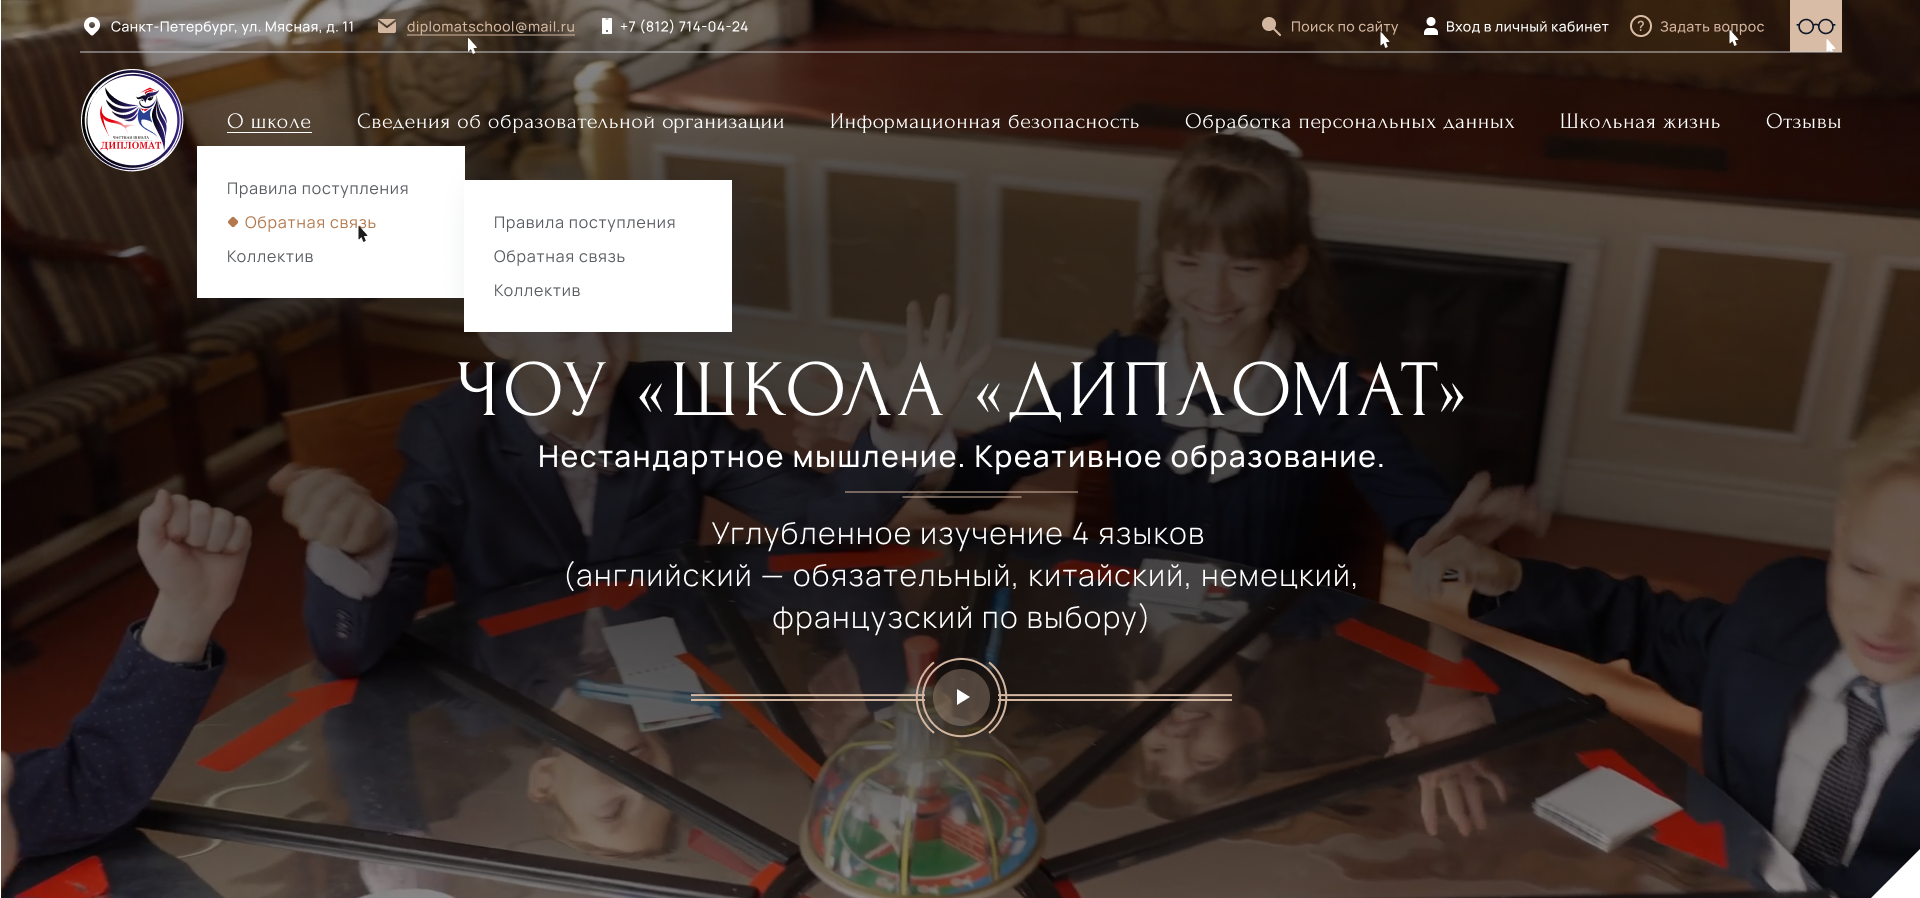 Санкт-Петербург, ул. Мясная, д. 11
diplomatschool@mail.ru
+7 (812) 714-04-24
Поиск по сайту
Вход в личный кабинет
Задать вопрос
ЧАСТНАЯ ШКОЛА
ДИПЛОМАТ
О школе
Сведения об образовательной организации
Информационная безопасность
Обработка персональных данных
Школьная жизнь
Отзывы
Правила поступления
Обратная связь
Коллектив
Правила поступления
Обратная связь
Коллектив
ЧОУ «ШКОЛА «ДИПЛОМАТ»
Нестандартное мышление. Креативное образование.
Углубленное изучение 4 языков
(английский — обязательный, китайский, немецкий,
французский по выбору)